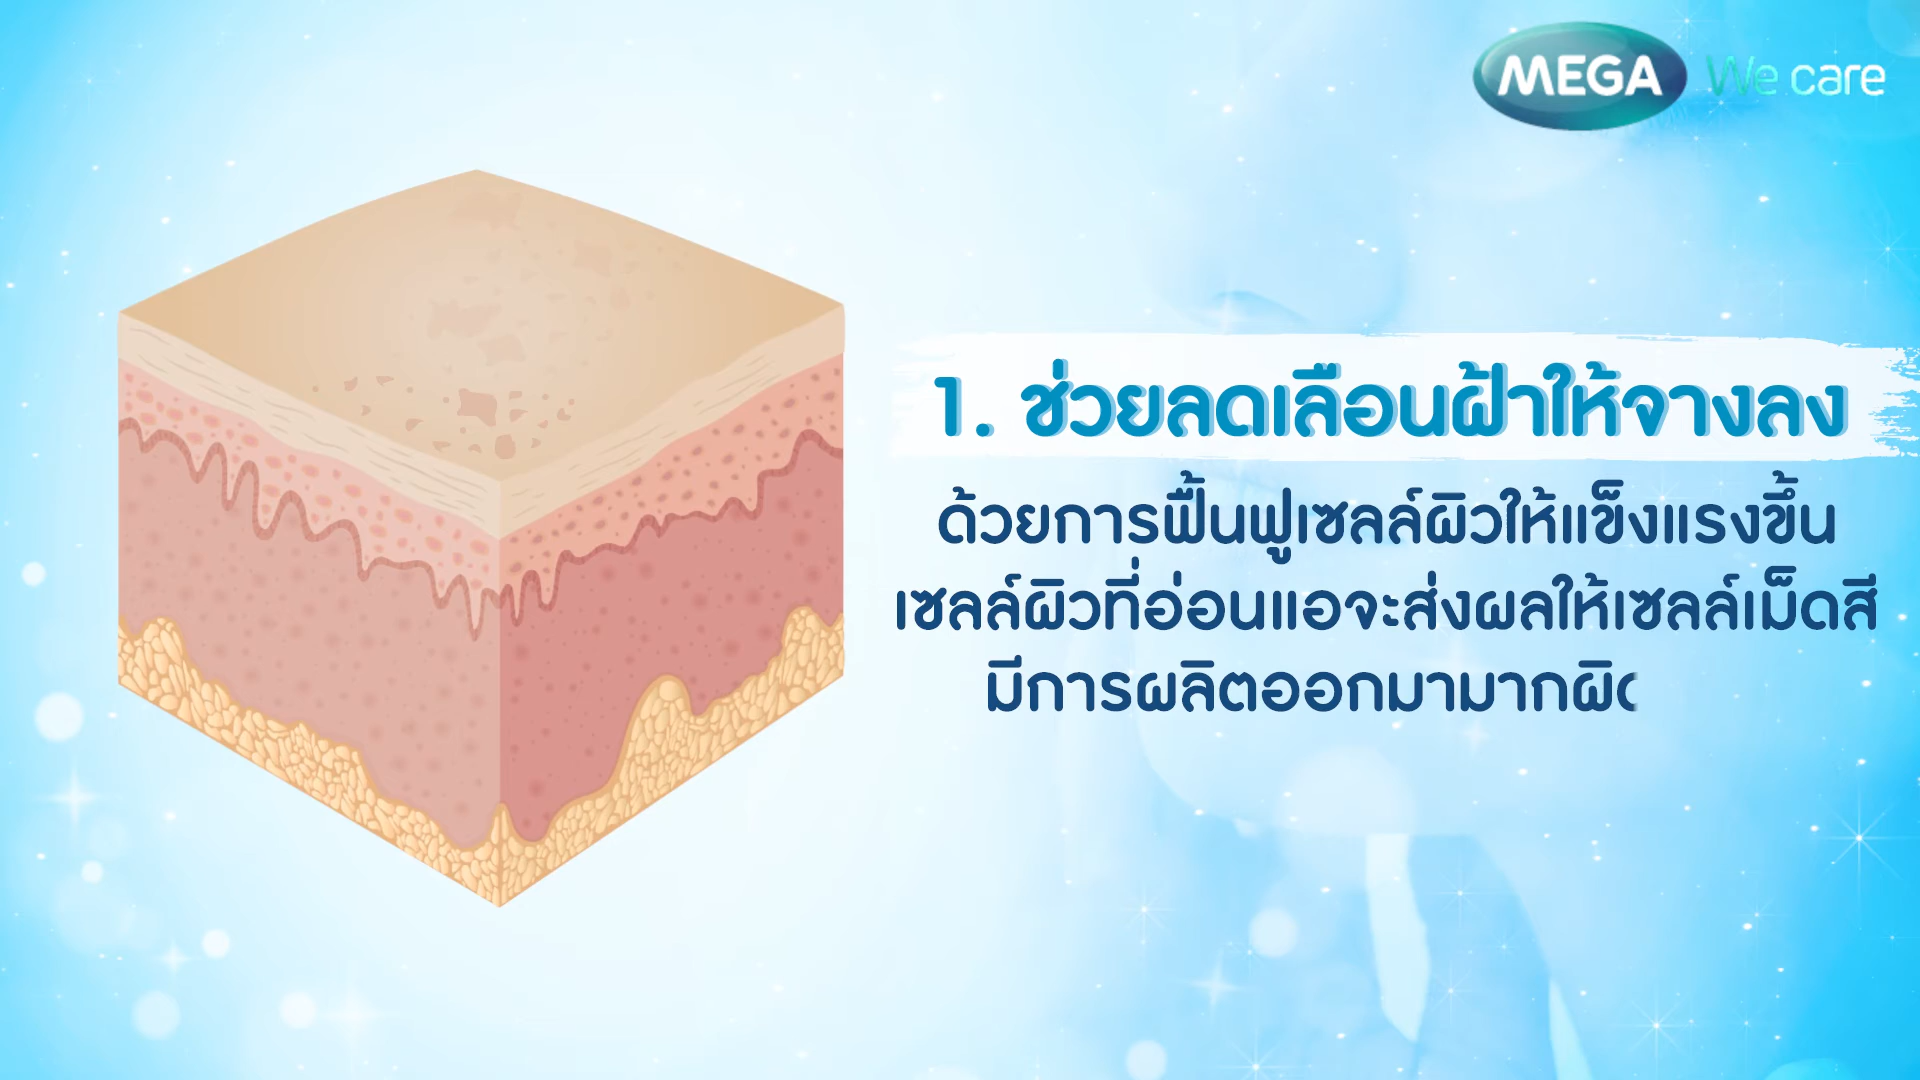 MEGA We care
1. ช่วยลดเลือนฝ้าให้จางลง
ด้วยการฟื้นฟูเซลล์ผิวให้แข็งแรงขึ้น
เซลล์ผิวที่อ่อนแอจะส่งผลให้เซลล์เม็ดสี
มีการผลิตออกมามาก